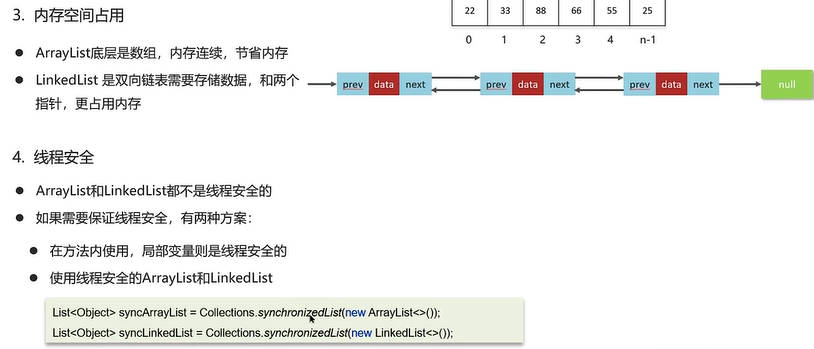 3. 内存空间占用
22 33 88 66 55 25
0 1 2 3 4 n-1
ArrayList底层是数组，内存连续，节省内存
LinkedList 是双向链表需要存储数据，和两个
指针，更占用内存
prev data next prev data next prev data next null
4. 线程安全
ArrayList和LinkedList都不是线程安全的
如果需要保证线程安全，有两种方案：
在方法内使用，局部变量则是线程安全的
使用线程安全的ArrayList和LinkedList
List<Object> syncArrayList = Collections.synchronizedList(new ArrayList<>());
List<Object> syncLinkedList = Collections.synchronizedList(new LinkedList<>());